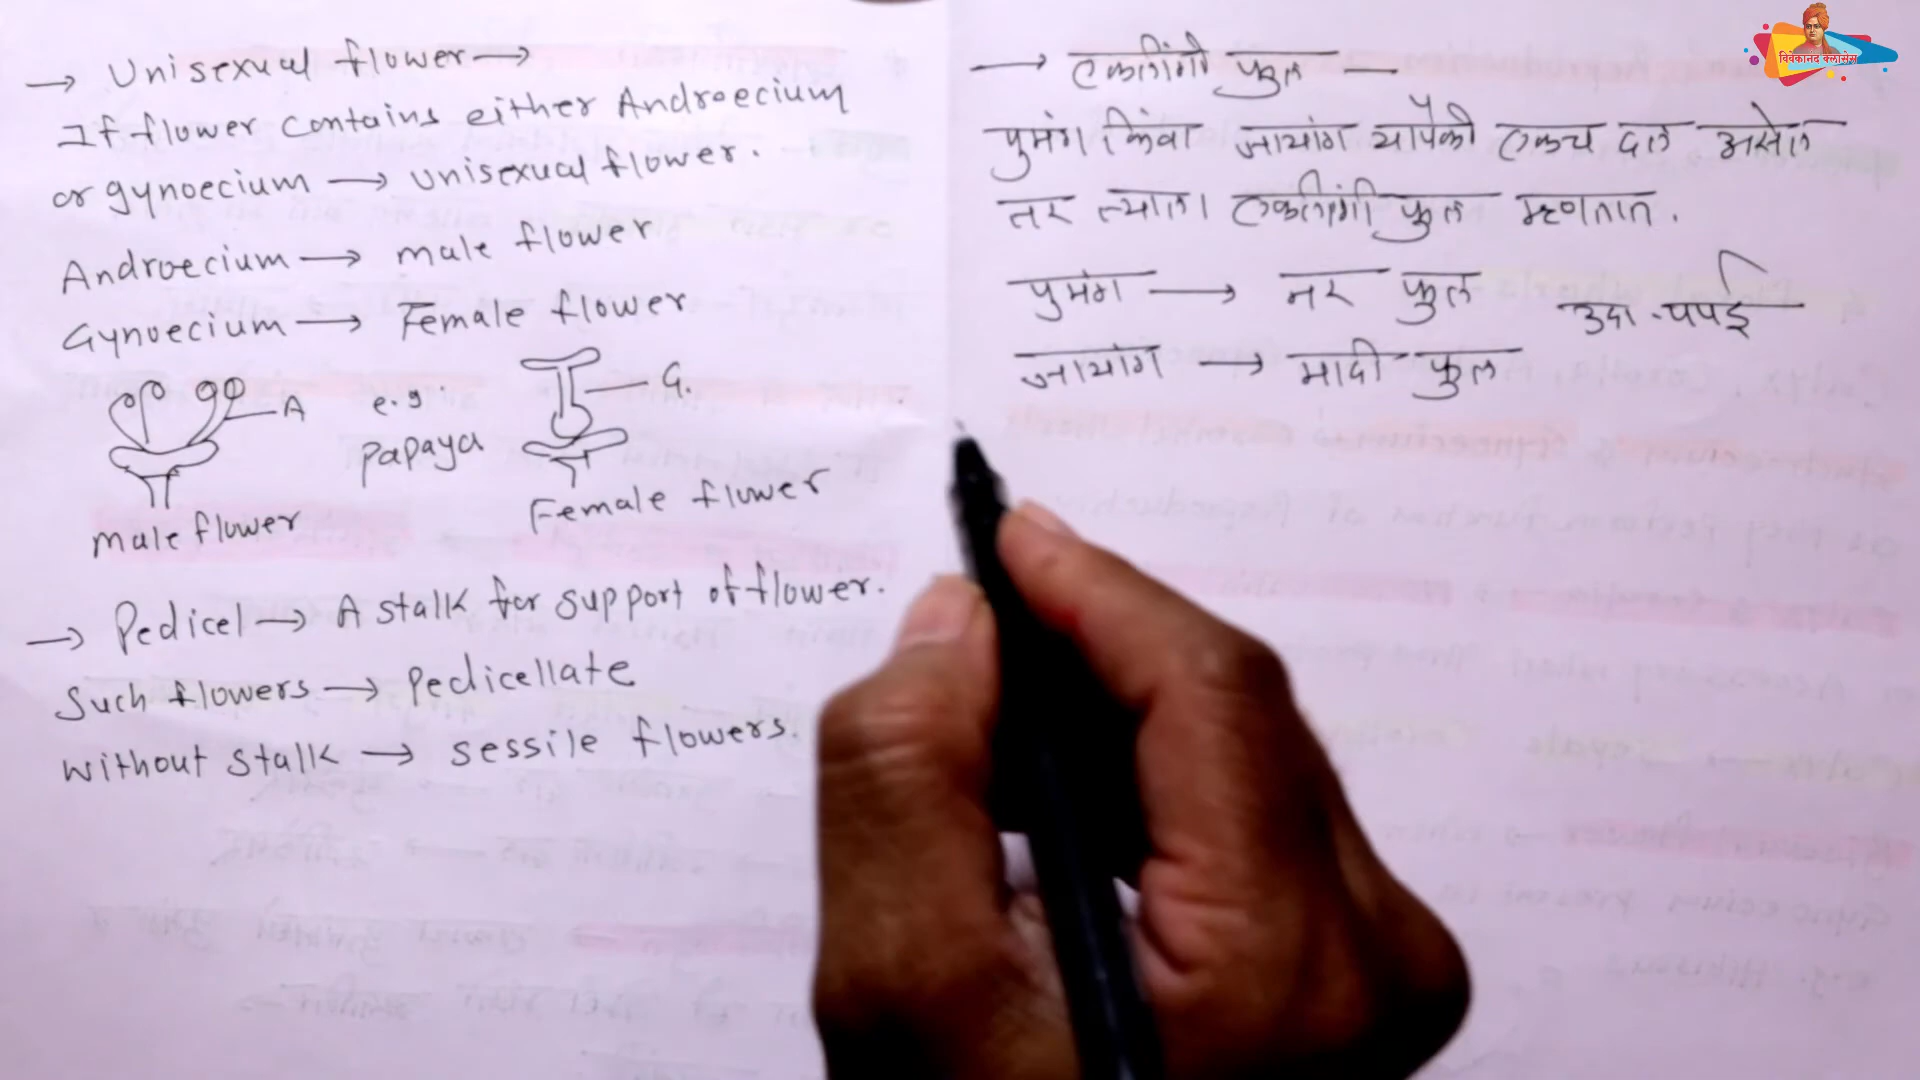 → Unisexual flower →
If flower contains either Androecium
or gynoecium → unisexual flower.
Androecium → male flower
Gynoecium → Female flower
A
e.g
papaya
G.
male flower
Female flower
→ Pedicel → A stalk for support of flower.
Such flowers → Pedicellate
without stalk → sessile flowers.
→ एकलिंगी फुल —
पुमंग किंवा जायांग यापैकी एकच दल असेल
तर त्याला एकलिंगी फुल म्हणतात.
पुमंग → नर फुल
उदा - पपई
जायांग → मादी फुल
विवेकानंद क्लासेस